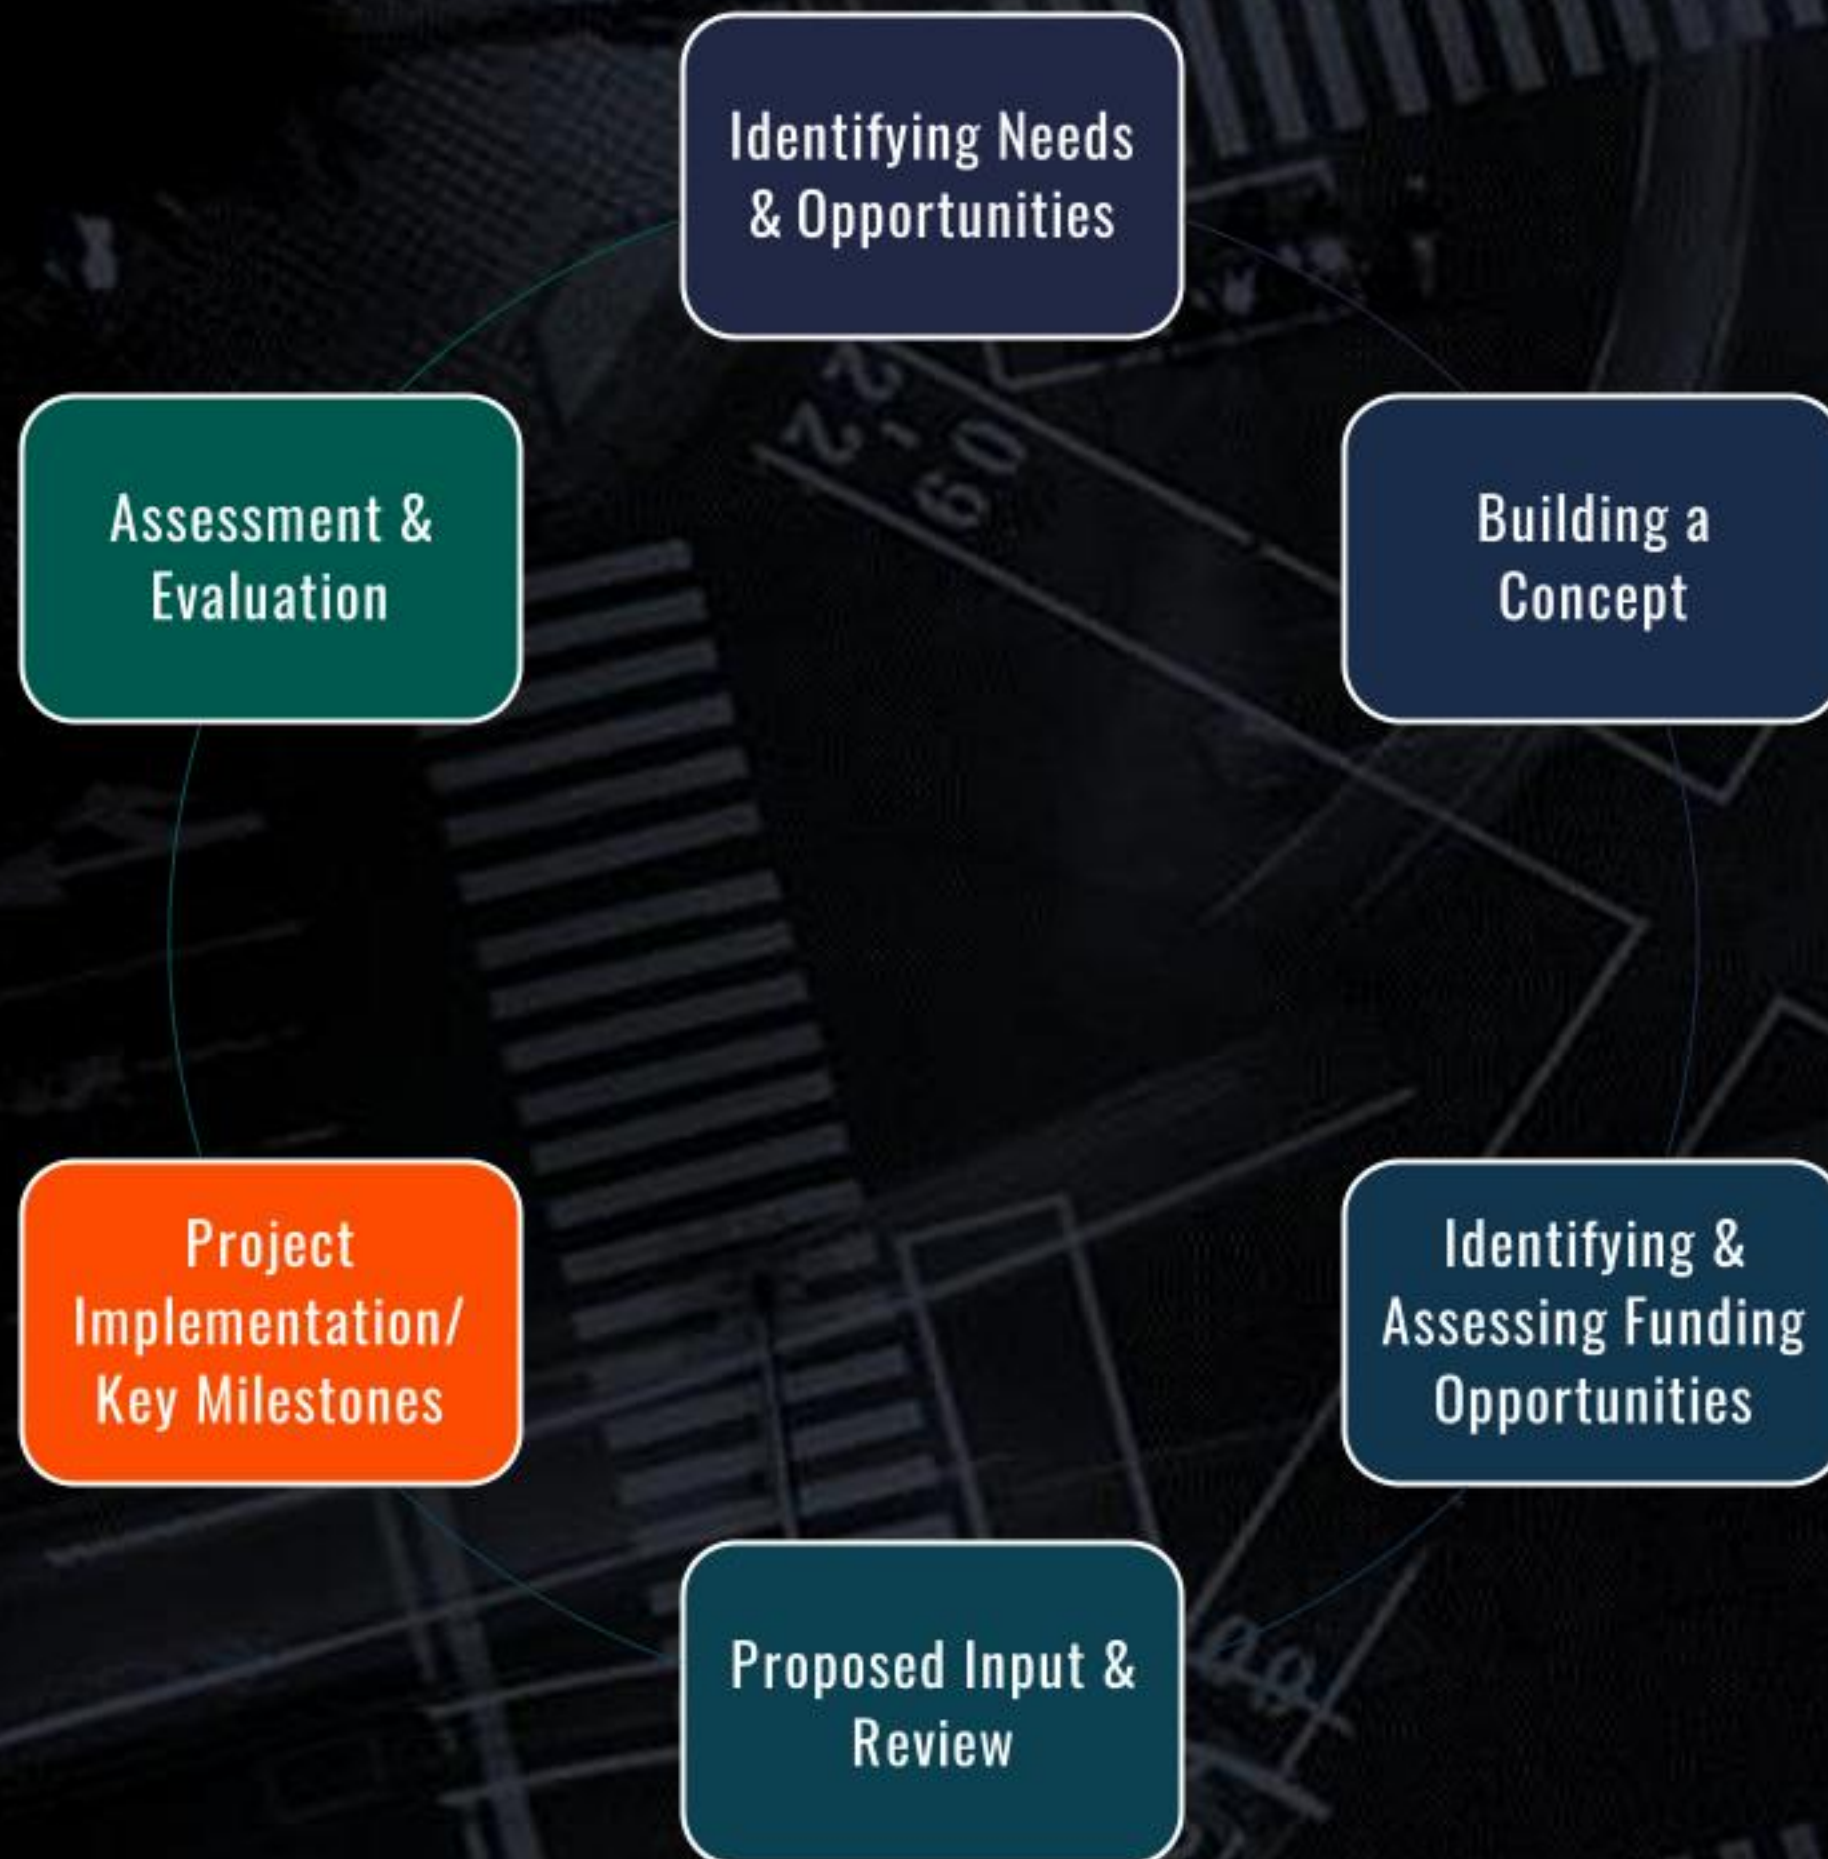 Identifying Needs
& Opportunities
Building a
Concept
Identifying &
Assessing Funding
Opportunities
Proposed Input &
Review
Project
Implementation/
Key Milestones
Assessment &
Evaluation